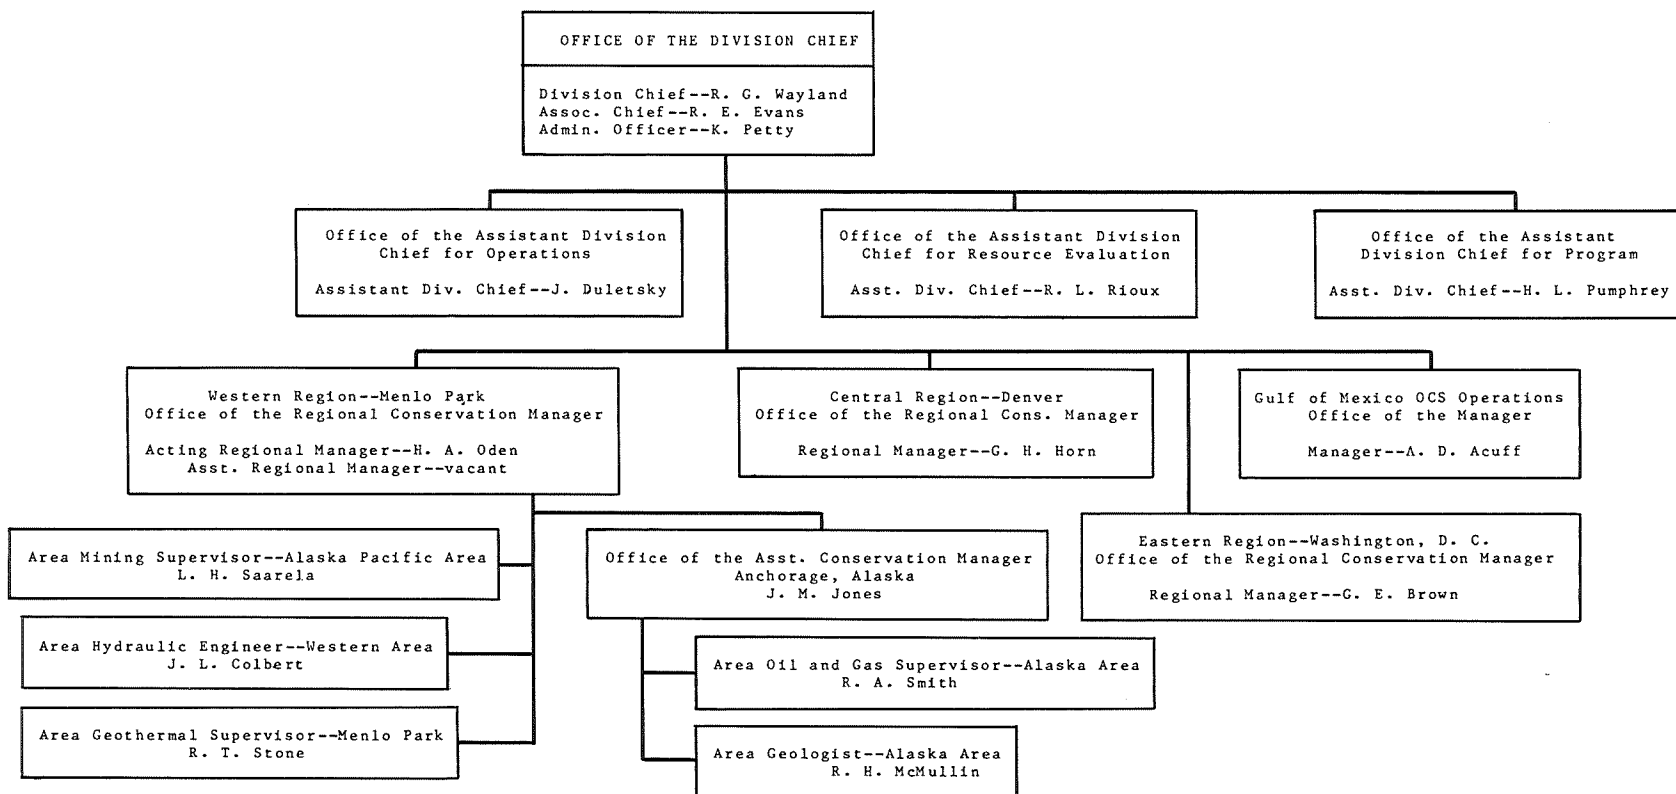 OFFICE OF THE DIVISION CHIEF
Division Chief--R. G. Wayland
Assoc. Chief--R. E. Evans
Admin. Officer--K. Petty
Office of the Assistant Division
Chief for Operations
Assistant Div. Chief--J. Duletsky
Office of the Assistant Division
Chief for Resource Evaluation
Asst. Div. Chief--R. L. Rioux
Office of the Assistant
Division Chief for Program
Asst. Div. Chief--H. L. Pumphrey
Western Region--Menlo Park
Office of the Regional Conservation Manager
Acting Regional Manager--H. A. Oden
Asst. Regional Manager--vacant
Central Region--Denver
Office of the Regional Cons. Manager
Regional Manager--G. H. Horn
Gulf of Mexico OCS Operations
Office of the Manager
Manager--A. D. Acuff
Area Mining Supervisor--Alaska Pacific Area
L. H. Saarela
Office of the Asst. Conservation Manager
Anchorage, Alaska
J. M. Jones
Eastern Region--Washington, D. C.
Office of the Regional Conservation Manager
Regional Manager--G. E. Brown
Area Hydraulic Engineer--Western Area
J. L. Colbert
Area Oil and Gas Supervisor--Alaska Area
R. A. Smith
Area Geothermal Supervisor--Menlo Park
R. T. Stone
Area Geologist--Alaska Area
R. H. McMullin